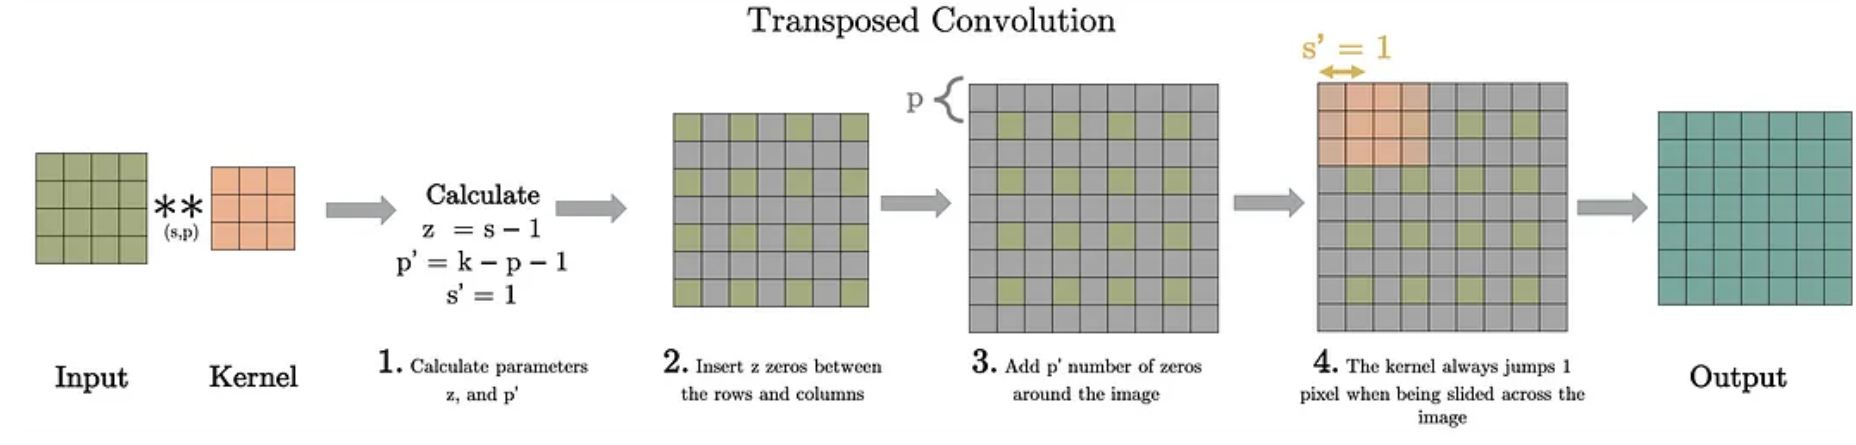 Transposed Convolution
s’ = 1
p {
**
(s,p)
Calculate
z = s − 1
p’ = k − p − 1
s’ = 1
Input
Kernel
1. Calculate parameters
z, and p’
2. Insert z zeros between
the rows and columns
3. Add p’ number of zeros
around the image
4. The kernel always jumps 1
pixel when being slided across the
image
Output